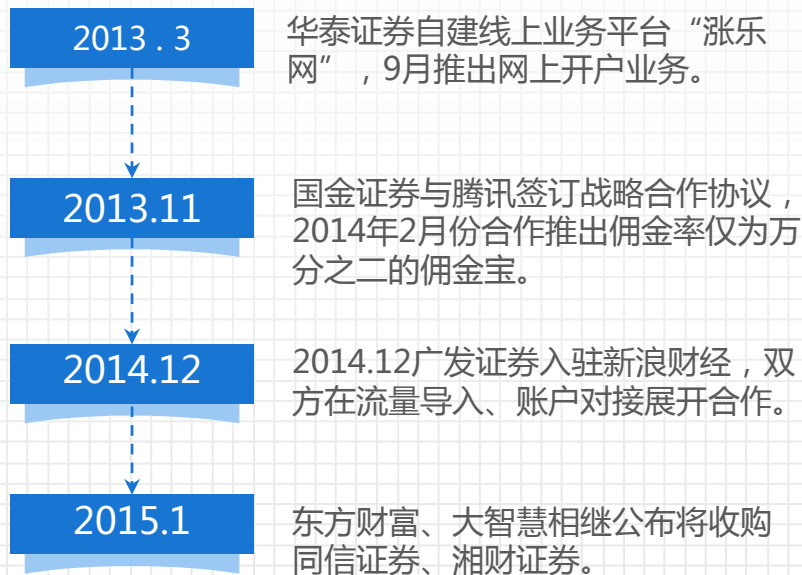 2013 . 3
华泰证券自建线上业务平台“涨乐
网”，9月推出网上开户业务。
2013.11
国金证券与腾讯签订战略合作协议，
2014年2月份合作推出佣金率仅为万
分之二的佣金宝。
2014.12
2014.12广发证券入驻新浪财经，双
方在流量导入、账户对接展开合作。
2015.1
东方财富、大智慧相继公布将收购
同信证券、湘财证券。